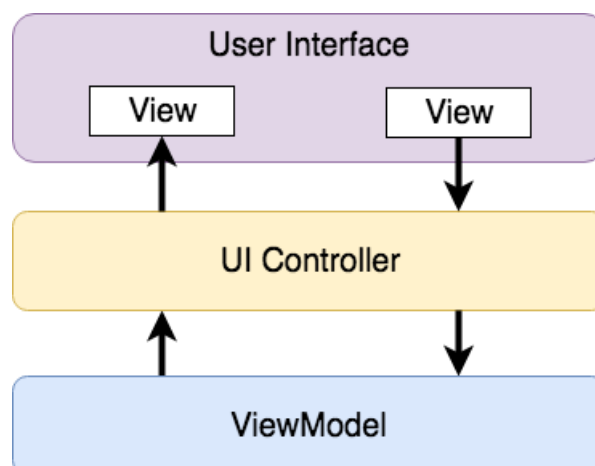 User Interface
View
View
UI Controller
ViewModel